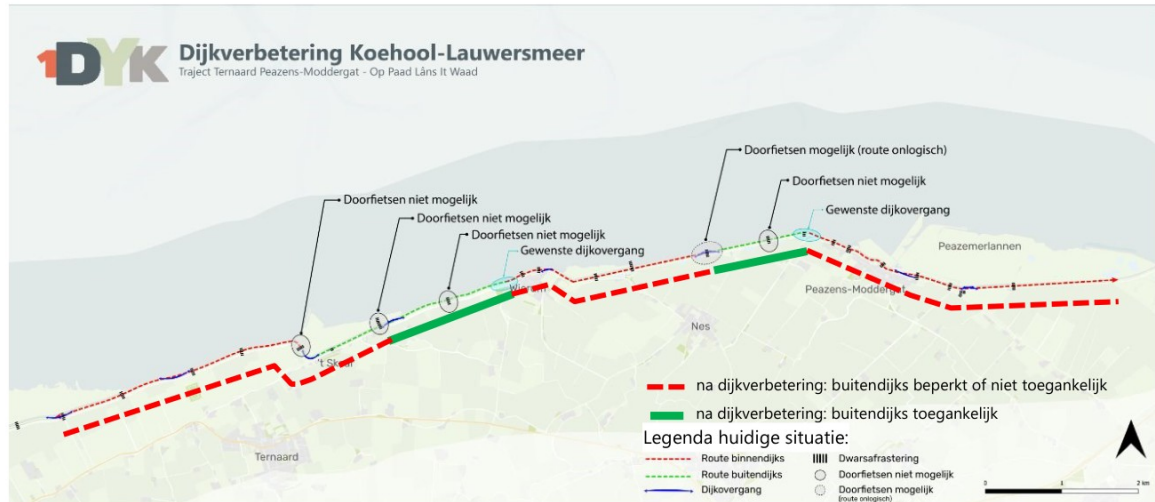 1DYK
Dijkverbetering Koehool-Lauwersmeer
Traject Ternaard Peazens-Moddergat - Op Paad Lâns It Waad
Doorfietsen mogelijk (route onlogisch)
Doorfietsen niet mogelijk
Doorfietsen niet mogelijk
Gewenste dijkovergang
Doorfietsen niet mogelijk
Doorfietsen niet mogelijk
Gewenste dijkovergang
Peazemerlannen
Peazens-Moddergat
Nes
Ternaard
na dijkverbetering: buitendijks beperkt of niet toegankelijk
na dijkverbetering: buitendijks toegankelijk
Legenda huidige situatie:
Route binnendijks
Dwarsafrastering
Route buitendijks
Doorfietsen niet mogelijk
Dijkovergang
Doorfietsen mogelijk
(route onlogisch)
0 1 2 km